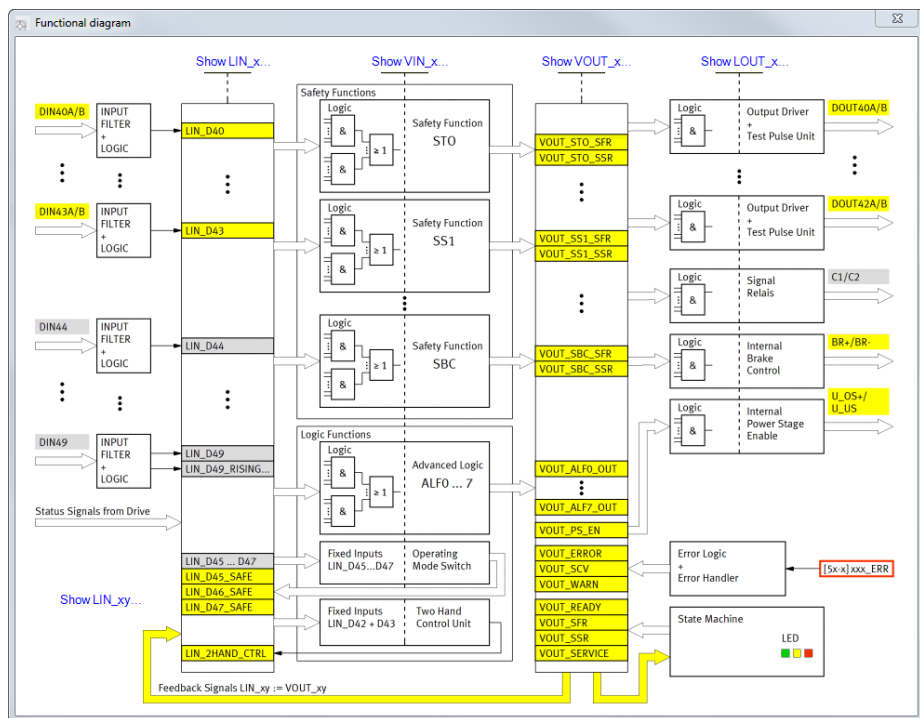 Functional diagram
Show LIN_x...
Show VIN_x...
Show VOUT_x...
Show LOUT_x...
DIN40A/B
INPUT
FILTER
+
LOGIC
LIN_D40
DIN43A/B
INPUT
FILTER
+
LOGIC
LIN_D43
DIN44
INPUT
FILTER
+
LOGIC
LIN_D44
DIN49
INPUT
FILTER
+
LOGIC
LIN_D49
LIN_D49_RISING...
Status Signals from Drive
LIN_D45 ... D47
LIN_D45_SAFE
LIN_D46_SAFE
LIN_D47_SAFE
Show LIN_xy...
LIN_2HAND_CTRL
Feedback Signals LIN_xy := VOUT_xy
Safety Functions
Logic
&
&
≥ 1
Safety Function
STO
Logic
&
&
≥ 1
Safety Function
SS1
Logic
&
&
≥ 1
Safety Function
SBC
Logic Functions
Logic
&
&
≥ 1
Advanced Logic
ALF0 ... 7
Fixed Inputs
LIN_D45...D47
Operating
Mode Switch
Fixed Inputs
LIN_D42 + D43
Two Hand
Control Unit
VOUT_STO_SFR
VOUT_STO_SSR
VOUT_SS1_SFR
VOUT_SS1_SSR
VOUT_SBC_SFR
VOUT_SBC_SSR
VOUT_ALF0_OUT
VOUT_ALF7_OUT
VOUT_PS_EN
VOUT_ERROR
VOUT_SCV
VOUT_WARN
VOUT_READY
VOUT_SFR
VOUT_SSR
VOUT_SERVICE
Logic
&
Output Driver
+
Test Pulse Unit
DOUT40A/B
Logic
&
Output Driver
+
Test Pulse Unit
DOUT42A/B
Logic
&
Signal
Relais
C1/C2
Logic
&
Internal
Brake
Control
BR+/BR-
Logic
&
Internal
Power Stage
Enable
U_OS+/
U_US
Error Logic
+
Error Handler
[5x-x] xxx_ERR
State Machine
LED